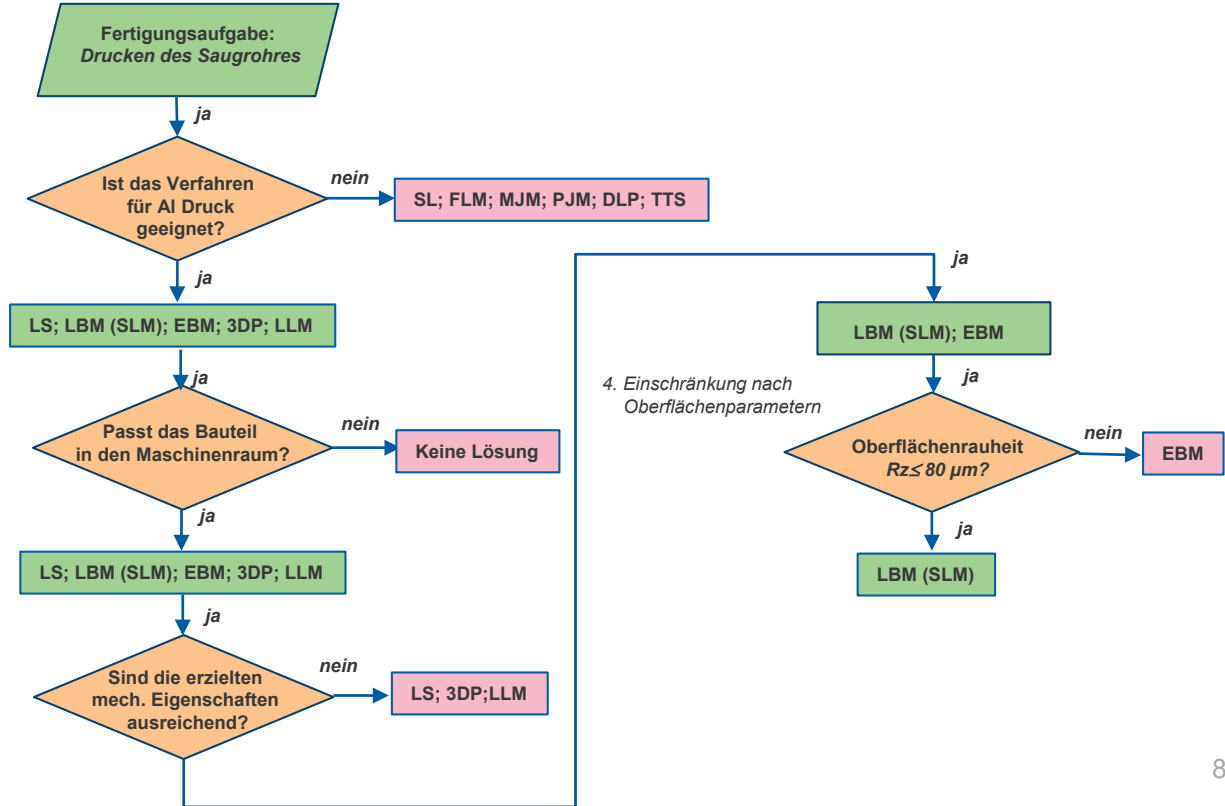 Fertigungsaufgabe:
Drucken des Saugrohres
ja
Ist das Verfahren
für Al Druck
geeignet?
nein
SL; FLM; MJM; PJM; DLP; TTS
ja
LS; LBM (SLM); EBM; 3DP; LLM
ja
Passt das Bauteil
in den Maschinenraum?
nein
Keine Lösung
ja
LS; LBM (SLM); EBM; 3DP; LLM
ja
Sind die erzielten
mech. Eigenschaften
ausreichend?
nein
LS; 3DP;LLM
ja
LBM (SLM); EBM
ja
4. Einschränkung nach
Oberflächenparametern
Oberflächenrauheit
Rz≤ 80 µm?
nein
EBM
ja
LBM (SLM)
8